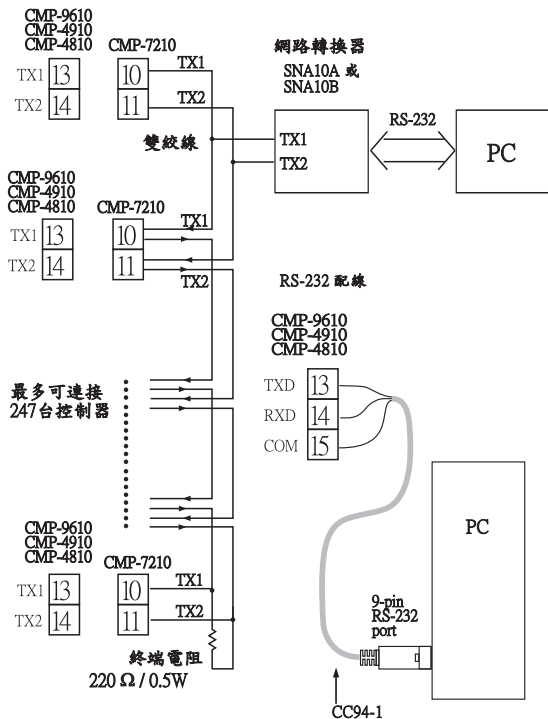 CMP-9610
CMP-4910
CMP-4810
CMP-7210
TX1 13
TX2 14
10 TX1
11 TX2
雙絞線
網路轉換器
SNA10A 或
SNA10B
TX1
TX2
RS-232
PC
CMP-9610
CMP-4910
CMP-4810
CMP-7210
TX1 13
TX2 14
10 TX1
11 TX2
最多可連接
247台控制器
CMP-9610
CMP-4910
CMP-4810
CMP-7210
TX1 13
TX2 14
10 TX1
11 TX2
終端電阻
220 Ω / 0.5W
RS-232 配線
CMP-9610
CMP-4910
CMP-4810
TXD 13
RXD 14
COM 15
PC
9-pin
RS-232
port
CC94-1